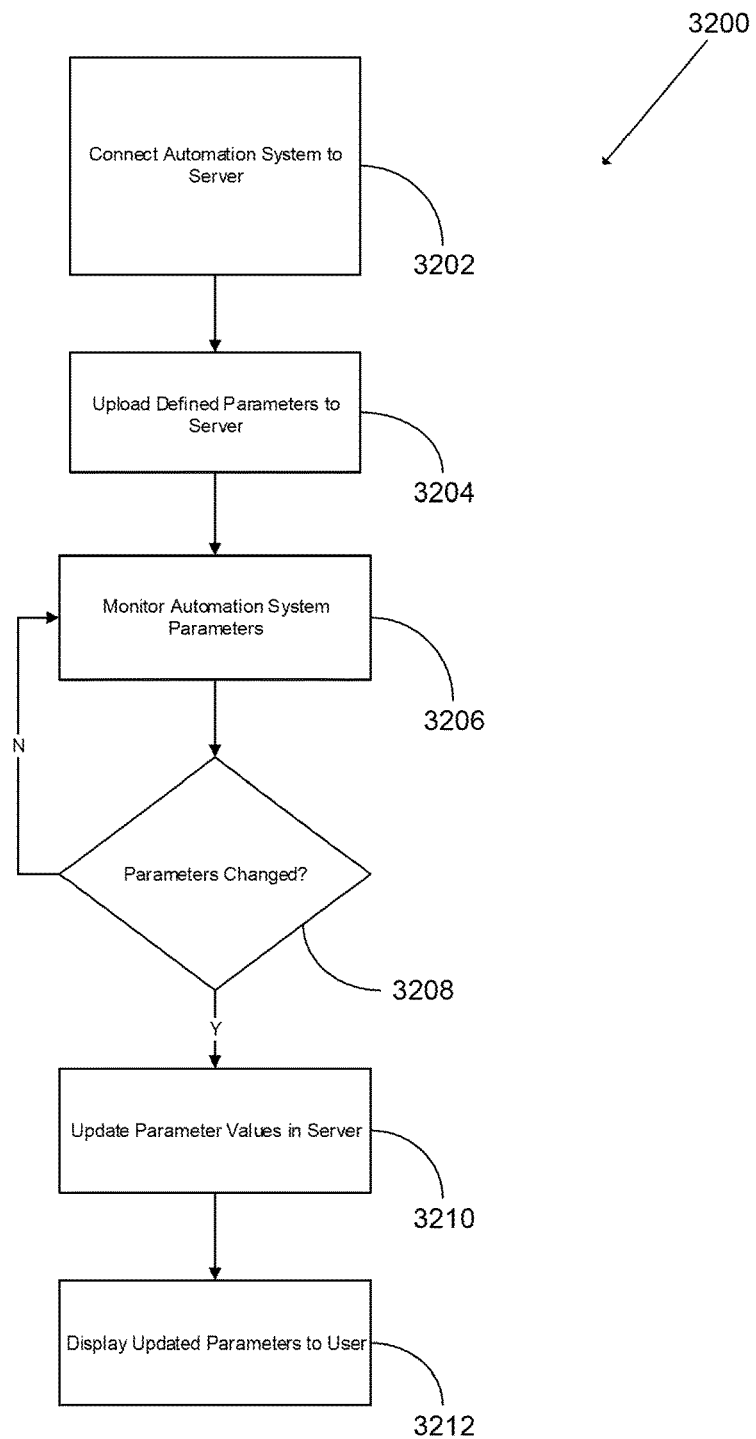 3200
Connect Automation System to
Server
3202
Upload Defined Parameters to
Server
3204
Monitor Automation System
Parameters
3206
N
Parameters Changed?
3208
Y
Update Parameter Values in Server
3210
Display Updated Parameters to User
3212